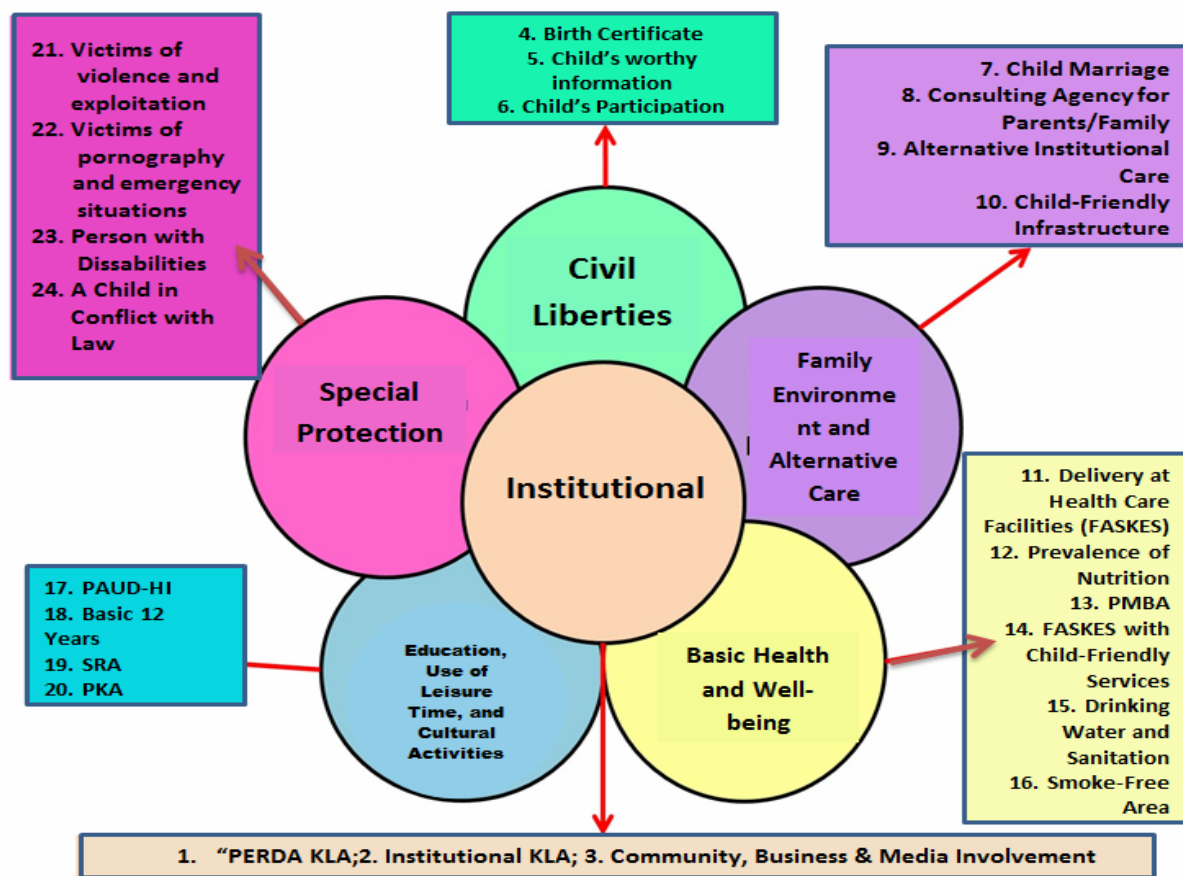 21. Victims of
violence and
exploitation
22. Victims of
pornography
and emergency
situations
23. Person with
Dissabilities
24. A Child in
Conflict with
Law
4. Birth Certificate
5. Child's worthy
information
6. Child's Participation
7. Child Marriage
8. Consulting Agency for
Parents/Family
9. Alternative Institutional
Care
10. Child-Friendly
Infrastructure
Civil
Liberties
Special
Protection
Family
Environme
nt and
Alternative
Care
Institutional
11. Delivery at
Health Care
Facilities (FASKES)
12. Prevalence of
Nutrition
13. PMBA
14. FASKES with
Child-Friendly
Services
15. Drinking
Water and
Sanitation
16. Smoke-Free
Area
17. PAUD-HI
18. Basic 12
Years
19. SRA
20. PKA
Education,
Use of
Leisure
Time, and
Cultural
Activities
Basic Health
and Well-
being
1. “PERDA KLA;2. Institutional KLA; 3. Community, Business & Media Involvement